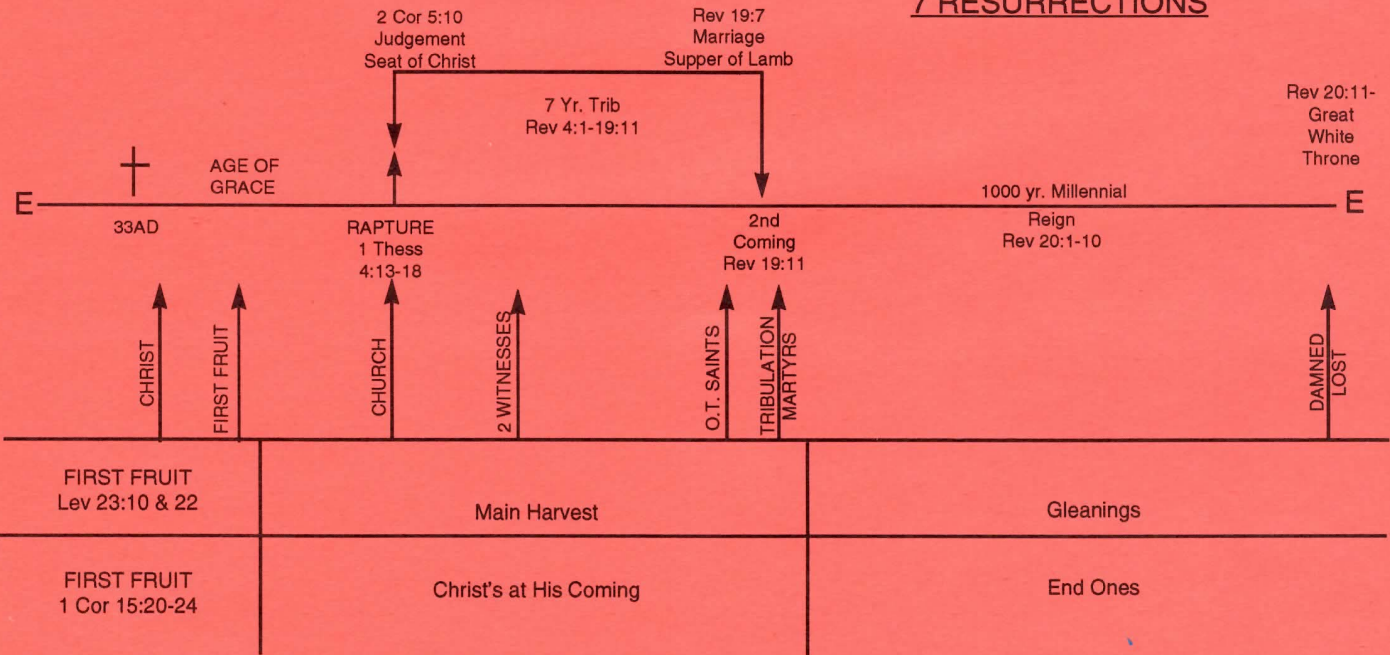 7 RESURRECTIONS
2 Cor 5:10
Judgement
Seat of Christ
Rev 19:7
Marriage
Supper of Lamb
7 Yr. Trib
Rev 4:1-19:11
Rev 20:11-
Great
White
Throne
AGE OF
GRACE
E
1000 yr. Millennial
E
33AD
RAPTURE
1 Thess
4:13-18
2nd
Coming
Rev 19:11
Reign
Rev 20:1-10
CHRIST
FIRST FRUIT
CHURCH
2 WITNESSES
O.T. SAINTS
TRIBULATION
MARTYRS
DAMNED
LOST
FIRST FRUIT
Lev 23:10 & 22
Main Harvest
Gleanings
FIRST FRUIT
1 Cor 15:20-24
Christ's at His Coming
End Ones